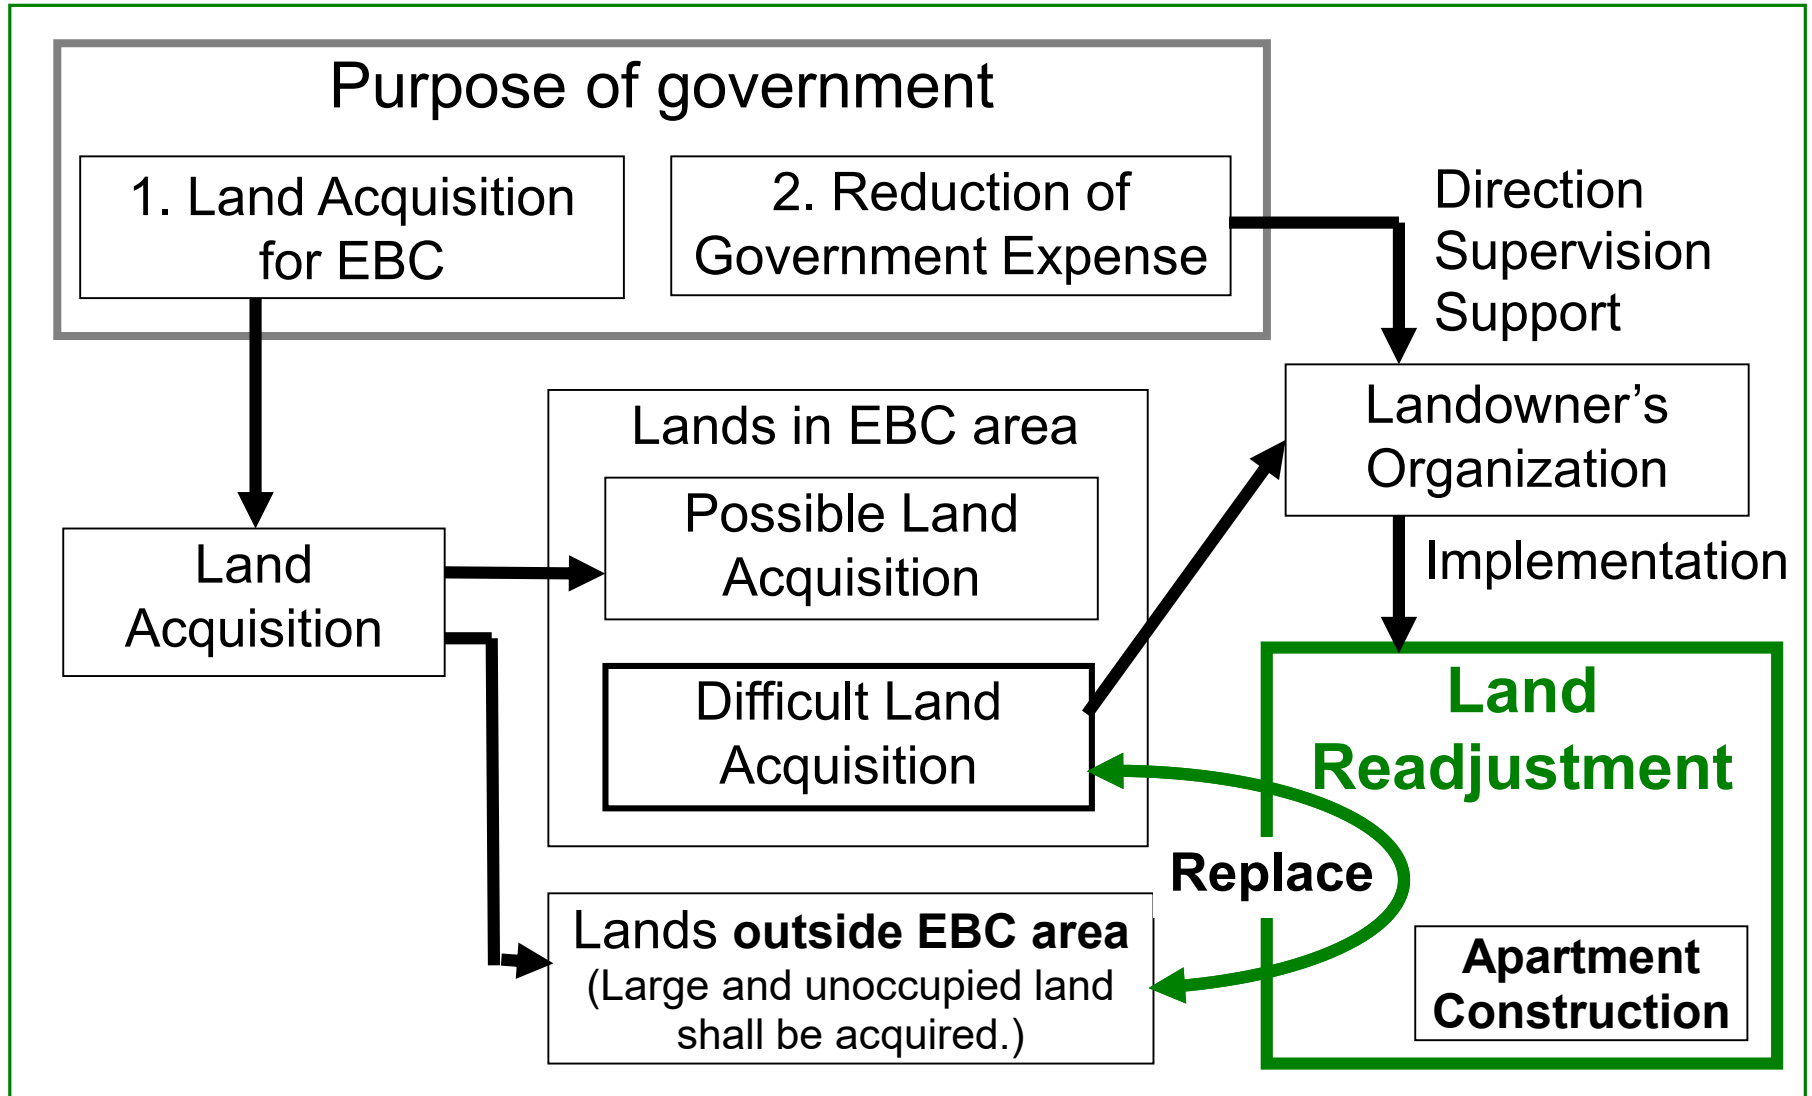 Purpose of government
1. Land Acquisition
for EBC
2. Reduction of
Government Expense
Direction
Supervision
Support
Landowner’s
Organization
Lands in EBC area
Possible Land
Acquisition
Land
Acquisition
Implementation
Difficult Land
Acquisition
Land
Readjustment
Replace
Lands outside EBC area
(Large and unoccupied land
shall be acquired.)
Apartment
Construction